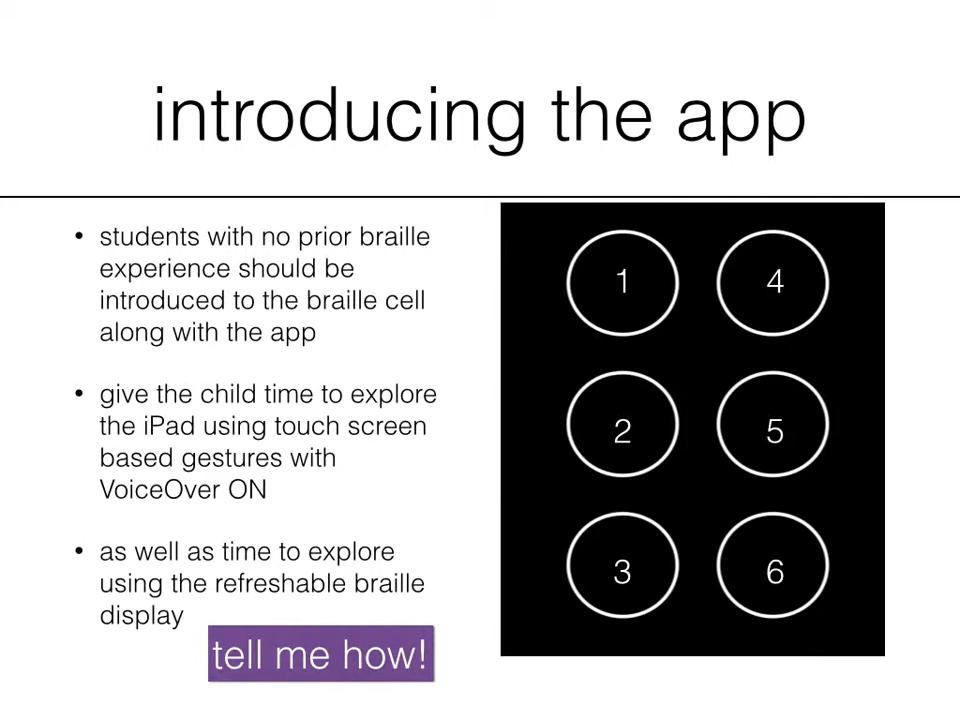 introducing the app
• students with no prior braille
experience should be
introduced to the braille cell
along with the app
• give the child time to explore
the iPad using touch screen
based gestures with
VoiceOver ON
• as well as time to explore
using the refreshable braille
display
tell me how!
1 4
2 5
3 6